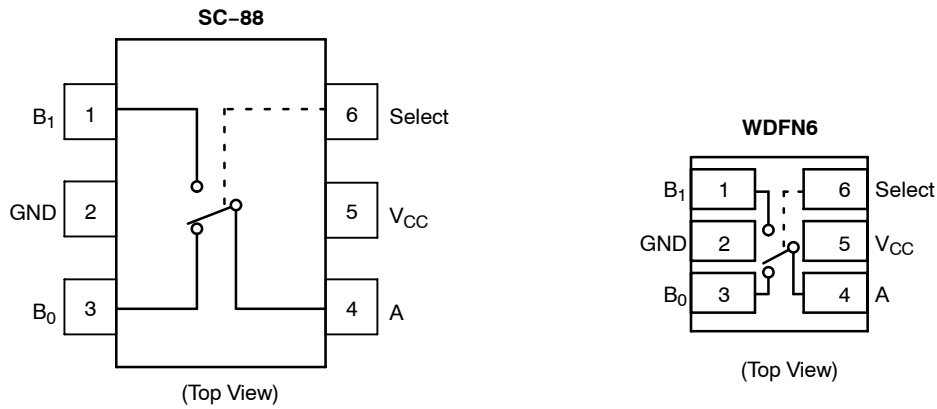 SC–88
B1 1 6 Select
GND 2 5 VCC
B0 3 4 A
(Top View)
WDFN6
B1 1 6 Select
GND 2 5 VCC
B0 3 4 A
(Top View)